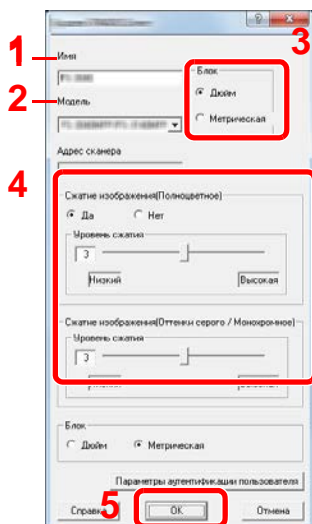 1
Имя
3
Блок
Дюйм
Метрическая
2
Модель
Адрес сканера
4
Сжатие изображения(Полноцветное)
Да Нет
Уровень сжатия
3
Низкий Высокая
Сжатие изображения(Оттенки серого / Монохромное)
Уровень сжатия
3
Блок
Дюйм Метрическая
Параметры аутентификации пользователя
5
Справка OK Отмена